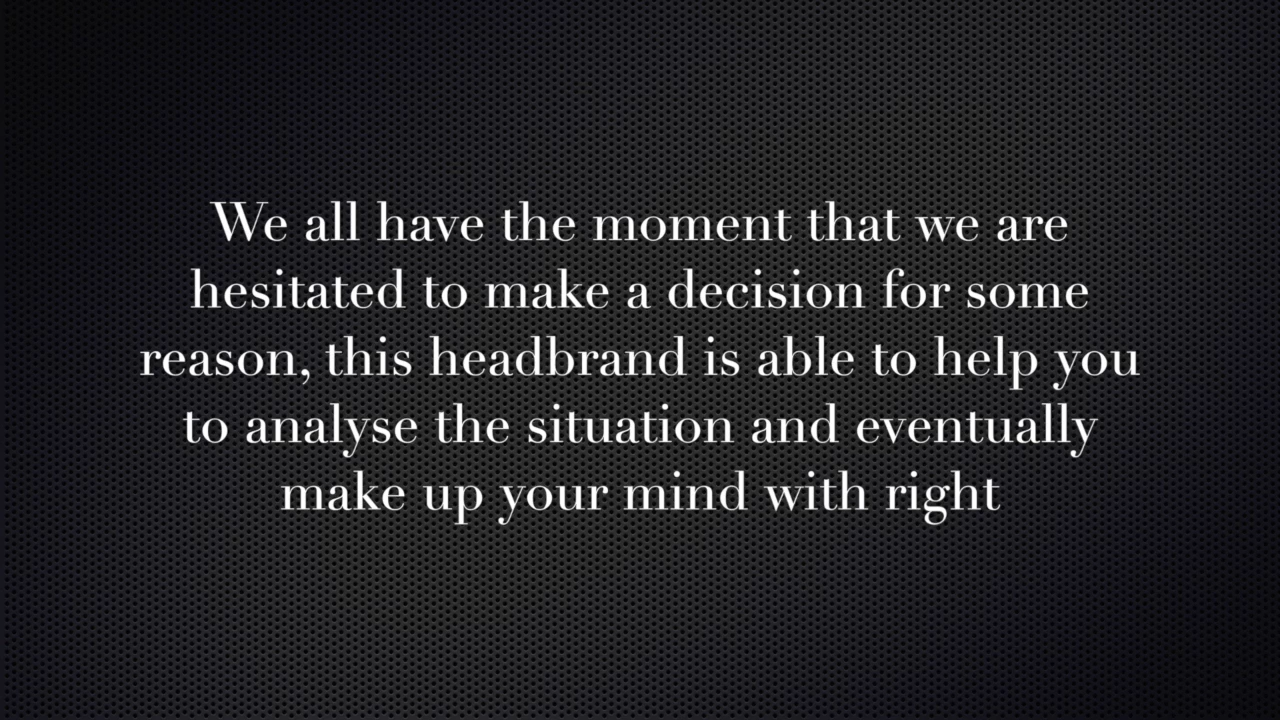 We all have the moment that we are
hesitated to make a decision for some
reason, this headbrand is able to help you
to analyse the situation and eventually
make up your mind with right